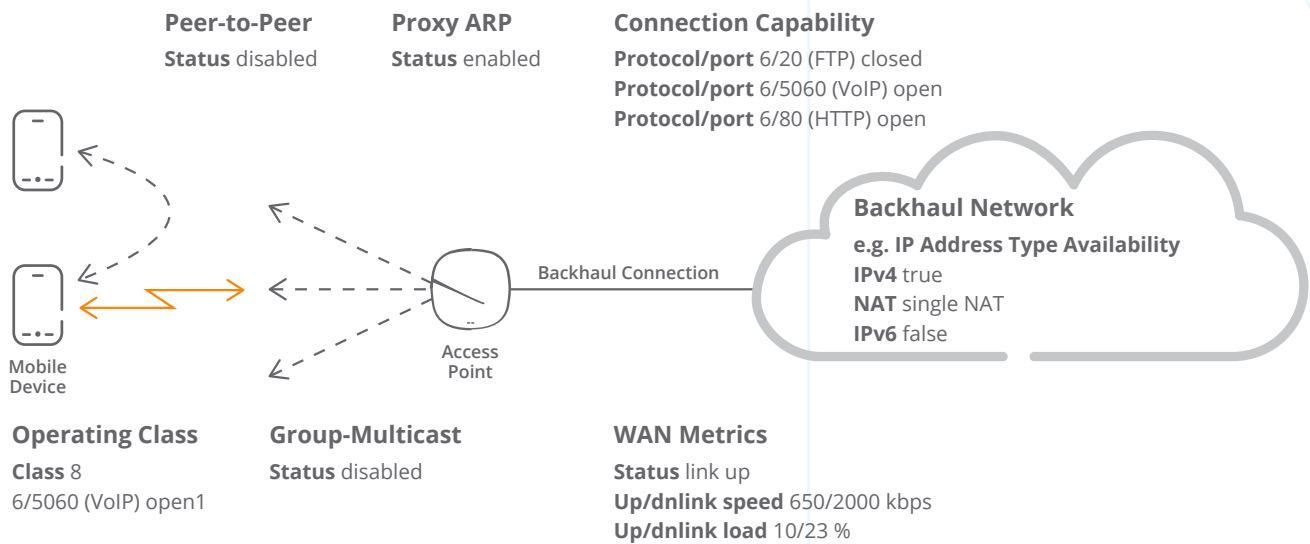 Peer-to-Peer
Status disabled
Proxy ARP
Status enabled
Connection Capability
Protocol/port 6/20 (FTP) closed
Protocol/port 6/5060 (VoIP) open
Protocol/port 6/80 (HTTP) open
Backhaul Network
e.g. IP Address Type Availability
IPv4 true
NAT single NAT
IPv6 false
Backhaul Connection
Access
Point
Mobile
Device
Operating Class
Class 8
6/5060 (VoIP) open1
Group-Multicast
Status disabled
WAN Metrics
Status link up
Up/dnlink speed 650/2000 kbps
Up/dnlink load 10/23 %